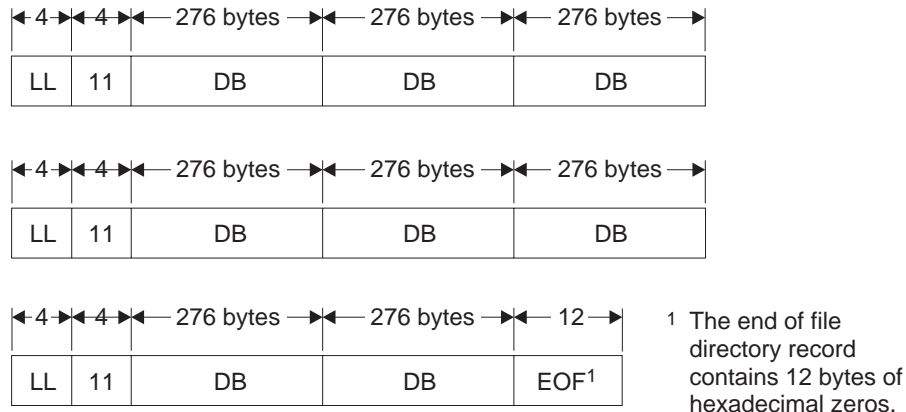 4 4 276 bytes 276 bytes 276 bytes
LL 11 DB DB DB
4 4 276 bytes 276 bytes 276 bytes
LL 11 DB DB DB
4 4 276 bytes 276 bytes 12
LL 11 DB DB EOF1
1 The end of file
directory record
contains 12 bytes of
hexadecimal zeros.